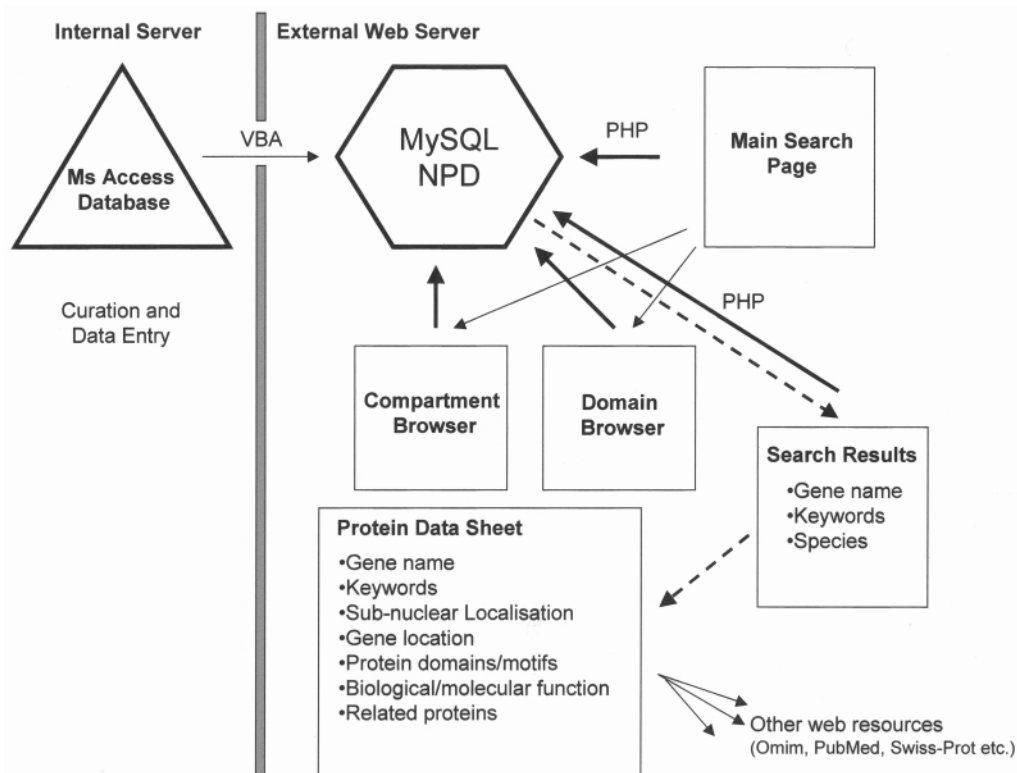 Internal Server
External Web Server
Ms Access
Database
VBA
MySQL
NPD
PHP
Main Search
Page
Curation and
Data Entry
PHP
Compartment
Browser
Domain
Browser
Search Results
•Gene name
•Keywords
•Species
Protein Data Sheet
•Gene name
•Keywords
•Sub-nuclear Localisation
•Gene location
•Protein domains/motifs
•Biological/molecular function
•Related proteins
Other web resources
(Omim, PubMed, Swiss-Prot etc.)